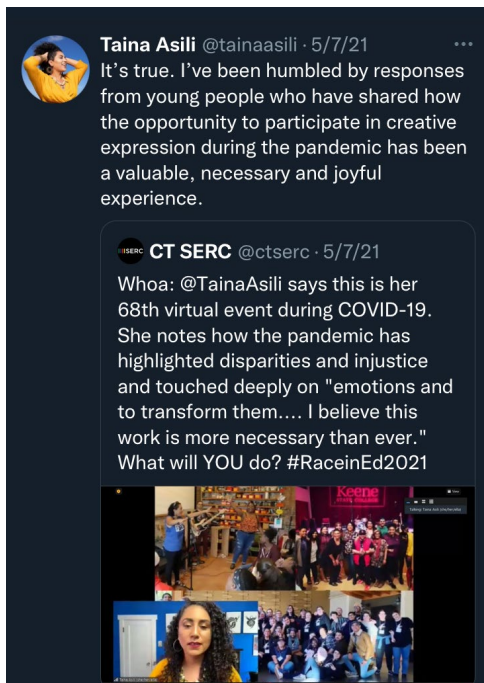 Taina Asili @tainaasili · 5/7/21
It’s true. I’ve been humbled by responses
from young people who have shared how
the opportunity to participate in creative
expression during the pandemic has been
a valuable, necessary and joyful
experience.
SERC CT SERC @ctserc · 5/7/21
Whoa: @TainaAsili says this is her
68th virtual event during COVID-19.
She notes how the pandemic has
highlighted disparities and injustice
and touched deeply on "emotions and
to transform them.... I believe this
work is more necessary than ever."
What will YOU do? #RaceinEd2021
Keene
STATE COLLEGE